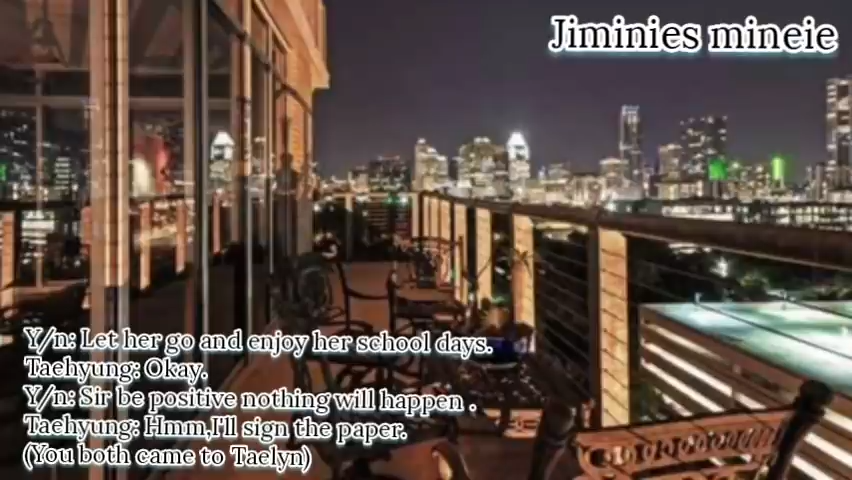 Jiminies mineie
Y/n: Let her go and enjoy her school days.
Taehyung: Okay.
Y/n: Sir be positive nothing will happen .
Taehyung: Hmm,I'll sign the paper.
(You both came to Taelyn)